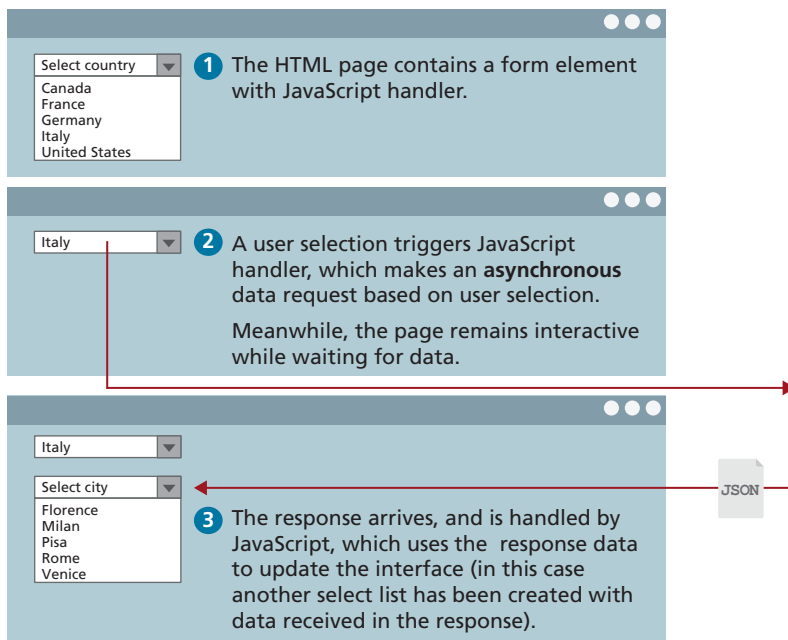 Select country
Canada
France
Germany
Italy
United States
1 The HTML page contains a form element
with JavaScript handler.
Italy
2 A user selection triggers JavaScript
handler, which makes an asynchronous
data request based on user selection.
Meanwhile, the page remains interactive
while waiting for data.
Italy
Select city
Florence
Milan
Pisa
Rome
Venice
JSON
3 The response arrives, and is handled by
JavaScript, which uses the response data
to update the interface (in this case
another select list has been created with
data received in the response).